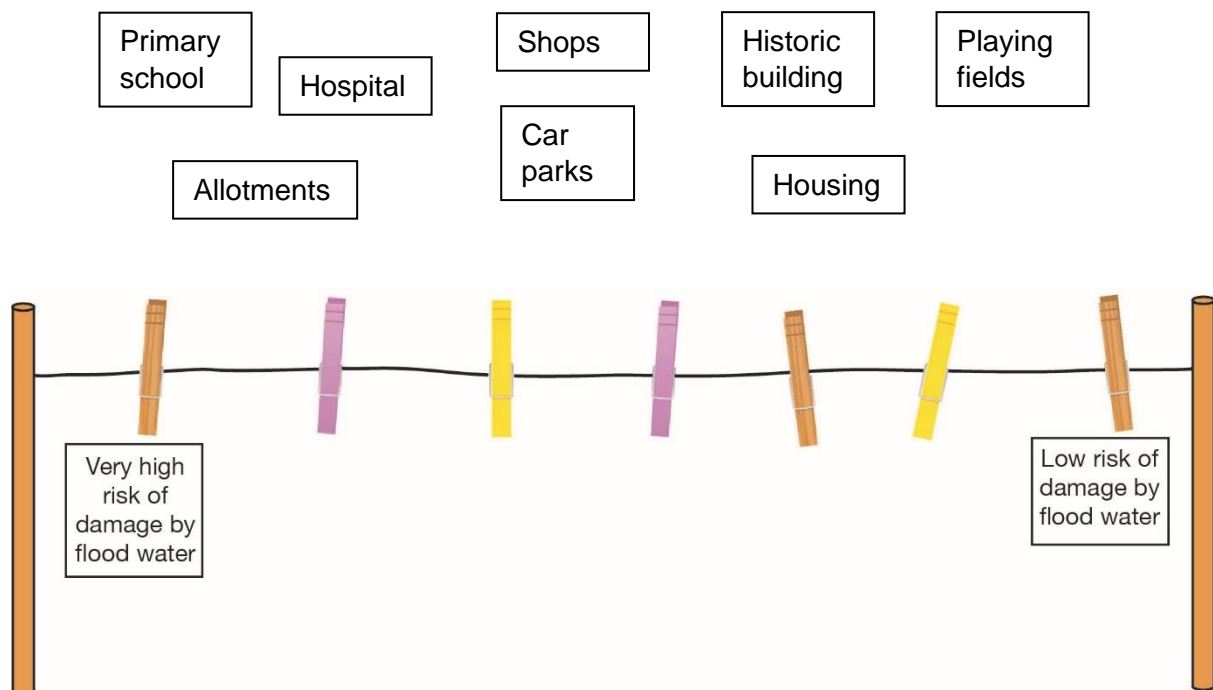 Primary
school
Hospital
Shops
Historic
building
Playing
fields
Allotments
Car
parks
Housing
Very high
risk of
damage by
flood water
Low risk of
damage by
flood water